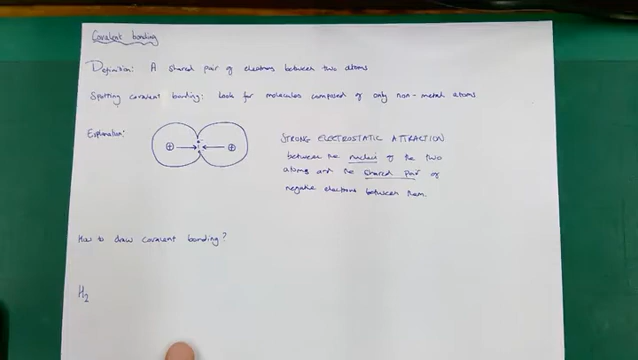 Covalent bonding
Definition: A shared pair of electrons between two atoms
Spotting covalent bonding: Look for molecules composed of only non-metal atoms
Explanation:
+ +
STRONG ELECTROSTATIC ATTRACTION
between the nuclei of the two
atoms and the shared pair of
negative electrons between them.
How to draw covalent bonding?
H2